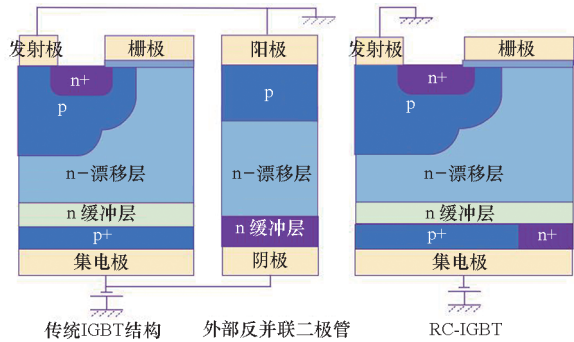 发射极
栅极
n+
p
n-漂移层
n 缓冲层
p+
集电极
传统IGBT结构
阳极
p
n-漂移层
n 缓冲层
阴极
外部反并联二极管
发射极
栅极
n+
p
n-漂移层
n 缓冲层
p+
n+
集电极
RC-IGBT